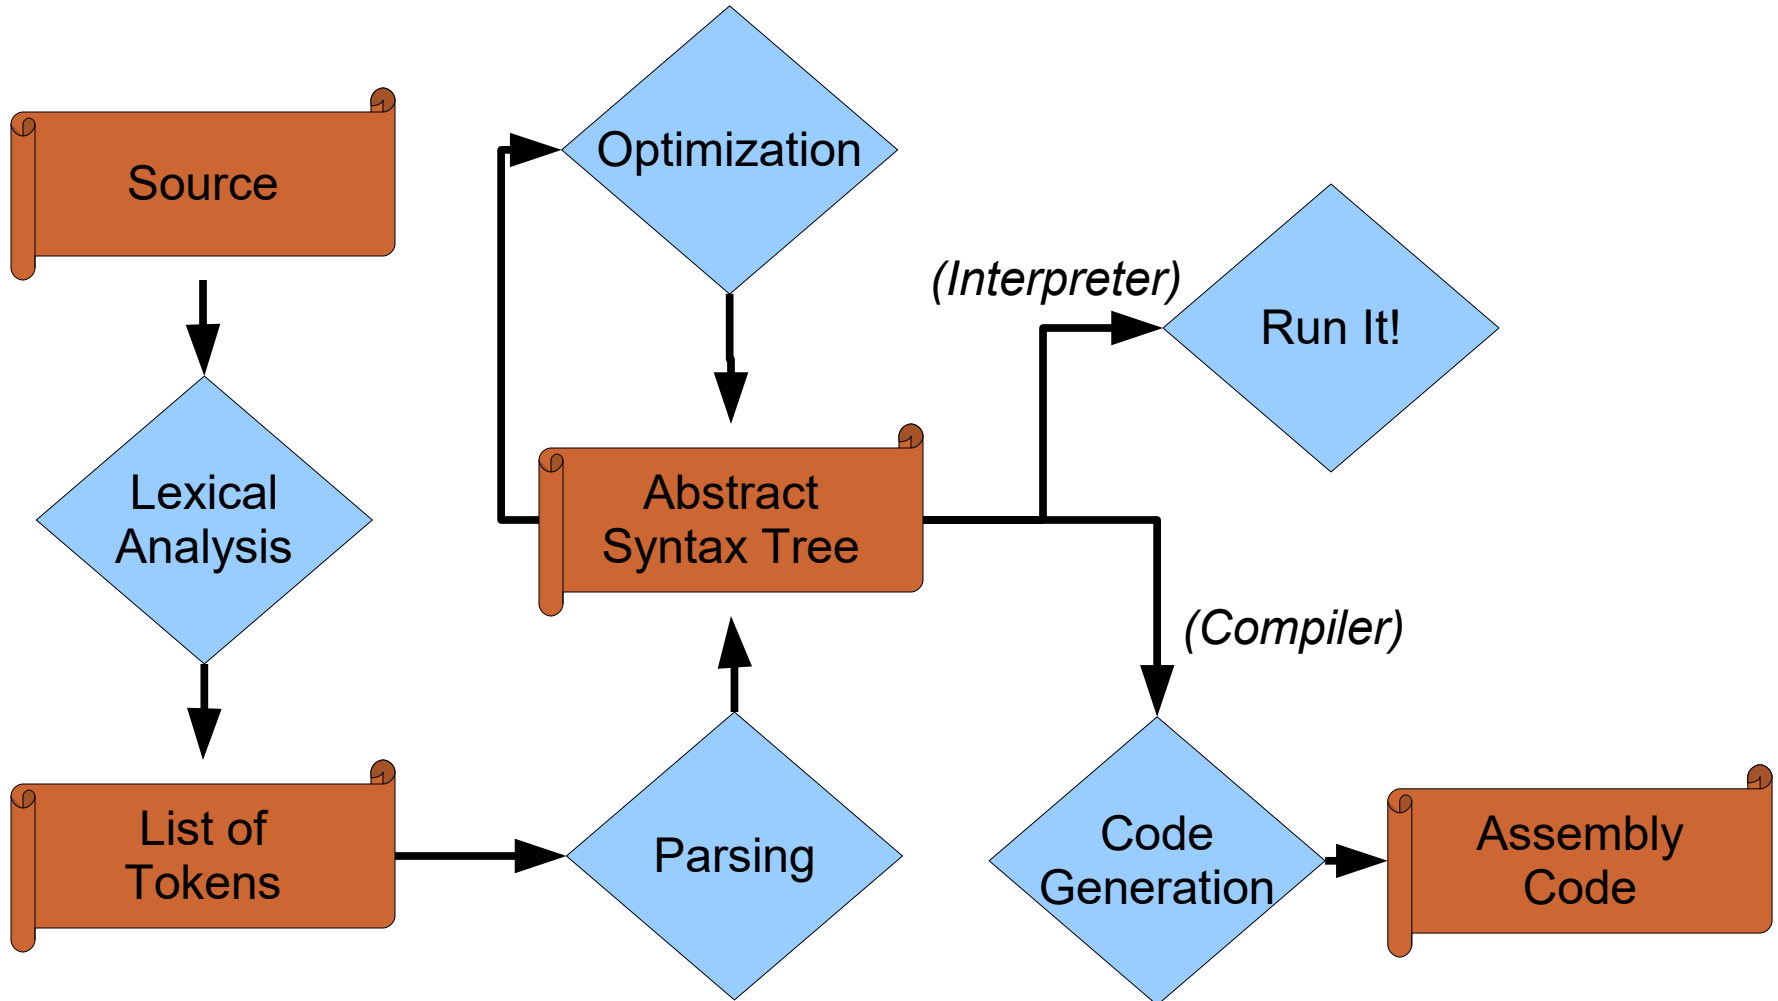 Source
Lexical
Analysis
List of
Tokens
Parsing
Abstract
Syntax Tree
Optimization
(Interpreter)
Run It!
(Compiler)
Code
Generation
Assembly
Code